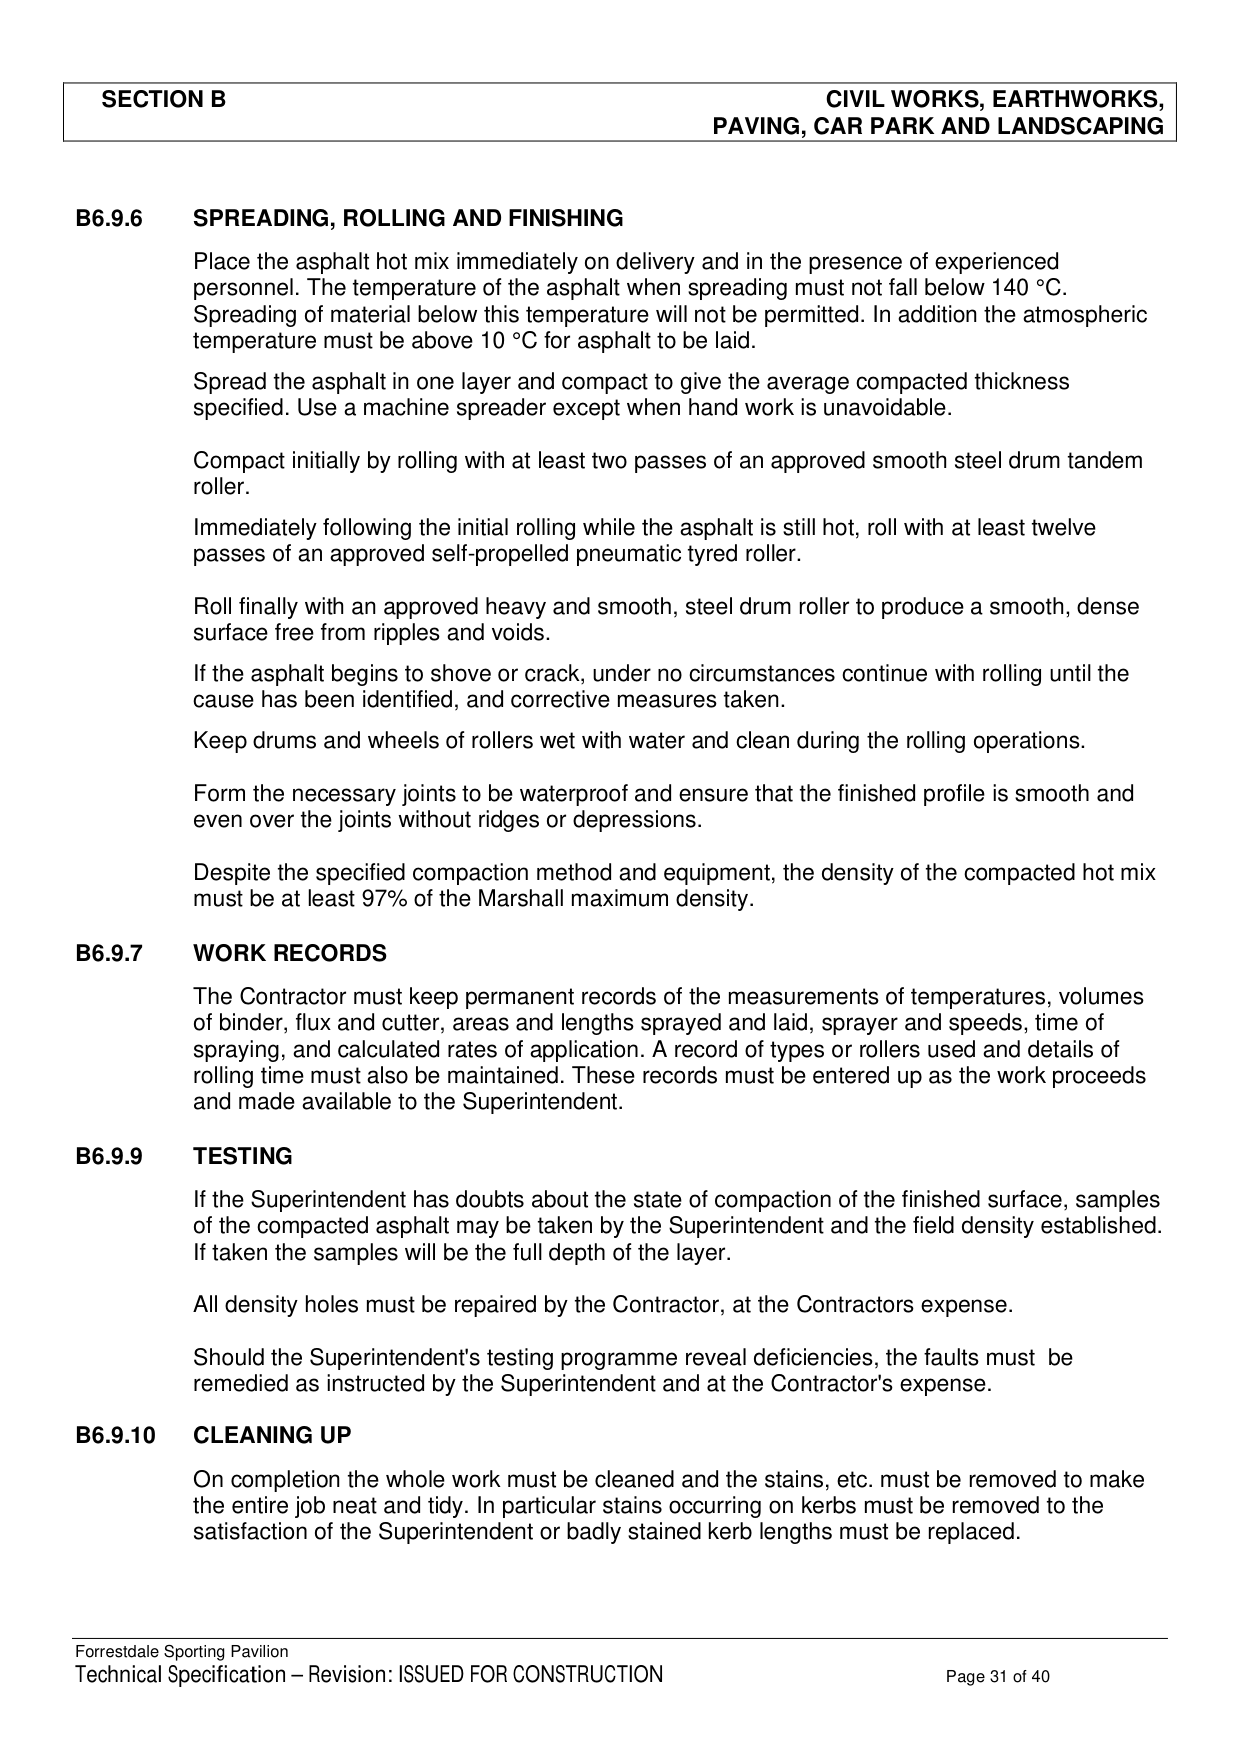 SECTION B CIVIL WORKS, EARTHWORKS,
PAVING, CAR PARK AND LANDSCAPING
B6.9.6 SPREADING, ROLLING AND FINISHING
Place the asphalt hot mix immediately on delivery and in the presence of experienced
personnel. The temperature of the asphalt when spreading must not fall below 140 °C.
Spreading of material below this temperature will not be permitted. In addition the atmospheric
temperature must be above 10 °C for asphalt to be laid.
Spread the asphalt in one layer and compact to give the average compacted thickness
specified. Use a machine spreader except when hand work is unavoidable.
Compact initially by rolling with at least two passes of an approved smooth steel drum tandem
roller.
Immediately following the initial rolling while the asphalt is still hot, roll with at least twelve
passes of an approved self-propelled pneumatic tyred roller.
Roll finally with an approved heavy and smooth, steel drum roller to produce a smooth, dense
surface free from ripples and voids.
If the asphalt begins to shove or crack, under no circumstances continue with rolling until the
cause has been identified, and corrective measures taken.
Keep drums and wheels of rollers wet with water and clean during the rolling operations.
Form the necessary joints to be waterproof and ensure that the finished profile is smooth and
even over the joints without ridges or depressions.
Despite the specified compaction method and equipment, the density of the compacted hot mix
must be at least 97% of the Marshall maximum density.
B6.9.7 WORK RECORDS
The Contractor must keep permanent records of the measurements of temperatures, volumes
of binder, flux and cutter, areas and lengths sprayed and laid, sprayer and speeds, time of
spraying, and calculated rates of application. A record of types or rollers used and details of
rolling time must also be maintained. These records must be entered up as the work proceeds
and made available to the Superintendent.
B6.9.9 TESTING
If the Superintendent has doubts about the state of compaction of the finished surface, samples
of the compacted asphalt may be taken by the Superintendent and the field density established.
If taken the samples will be the full depth of the layer.
All density holes must be repaired by the Contractor, at the Contractors expense.
Should the Superintendent's testing programme reveal deficiencies, the faults must  be
remedied as instructed by the Superintendent and at the Contractor's expense.
B6.9.10 CLEANING UP
On completion the whole work must be cleaned and the stains, etc. must be removed to make
the entire job neat and tidy. In particular stains occurring on kerbs must be removed to the
satisfaction of the Superintendent or badly stained kerb lengths must be replaced.
Forrestdale Sporting Pavilion
Technical Specification – Revision: ISSUED FOR CONSTRUCTION Page 31 of 40